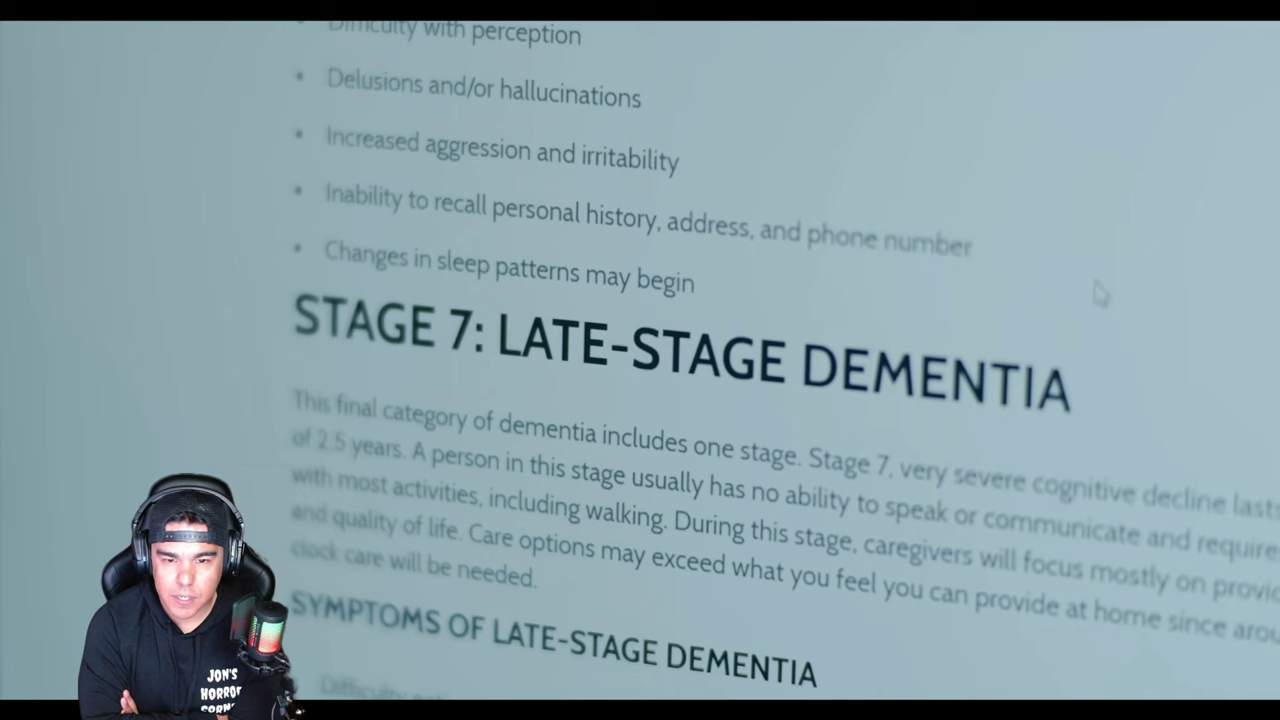 Difficulty with perception
• Delusions and/or hallucinations
• Increased aggression and irritability
• Inability to recall personal history, address, and phone number
• Changes in sleep patterns may begin
STAGE 7: LATE-STAGE DEMENTIA
This final category of dementia includes one stage. Stage 7, very severe cognitive decline lasts
of 2.5 years. A person in this stage usually has no ability to speak or communicate and require
with most activities, including walking. During this stage, caregivers will focus mostly on
and quality of life. Care options may exceed what you feel you can provide at home since
clock care will be needed.
SYMPTOMS OF LATE-STAGE DEMENTIA
JON'S
HORROR